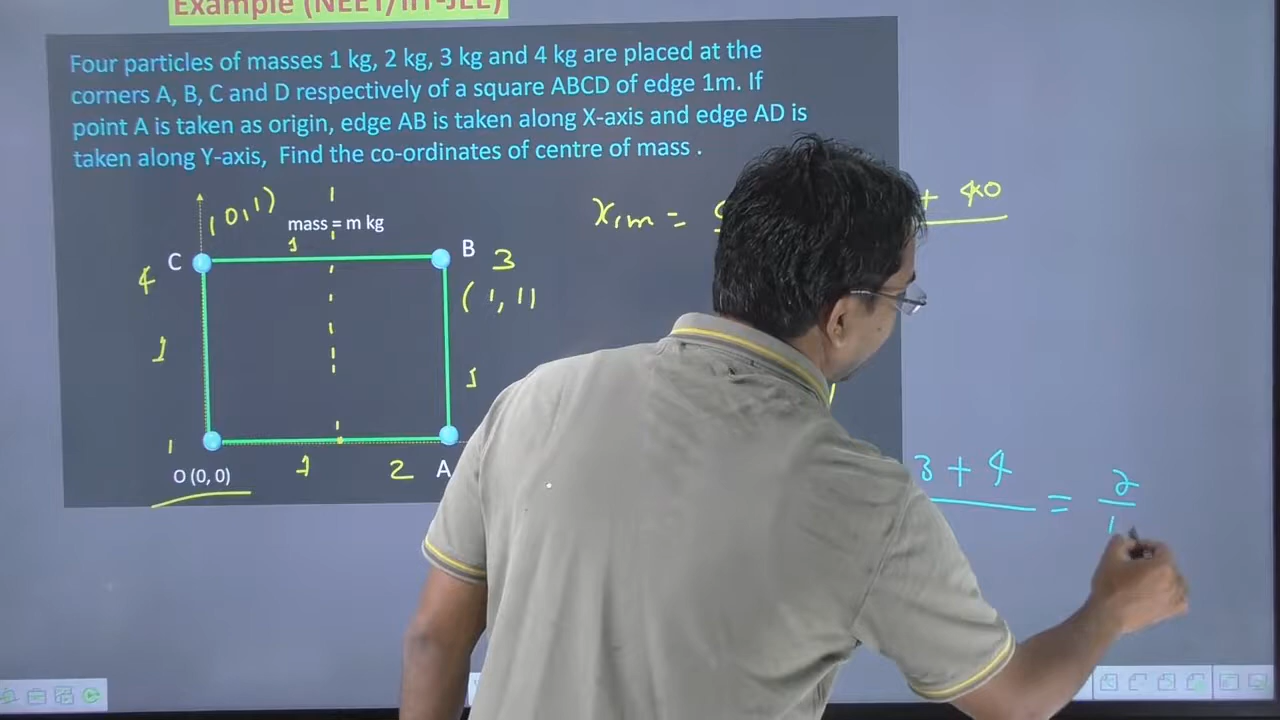 Example (NEET/IIT-JEE)
Four particles of masses 1 kg, 2 kg, 3 kg and 4 kg are placed at the
corners A, B, C and D respectively of a square ABCD of edge 1m. If
point A is taken as origin, edge AB is taken along X-axis and edge AD is
taken along Y-axis, Find the co-ordinates of centre of mass .
(0,1)
mass = m kg
1
C
B
3
4
(1,1)
1
1
1
O (0, 0)
1
2
A
+ 40
3 + 4
=
2